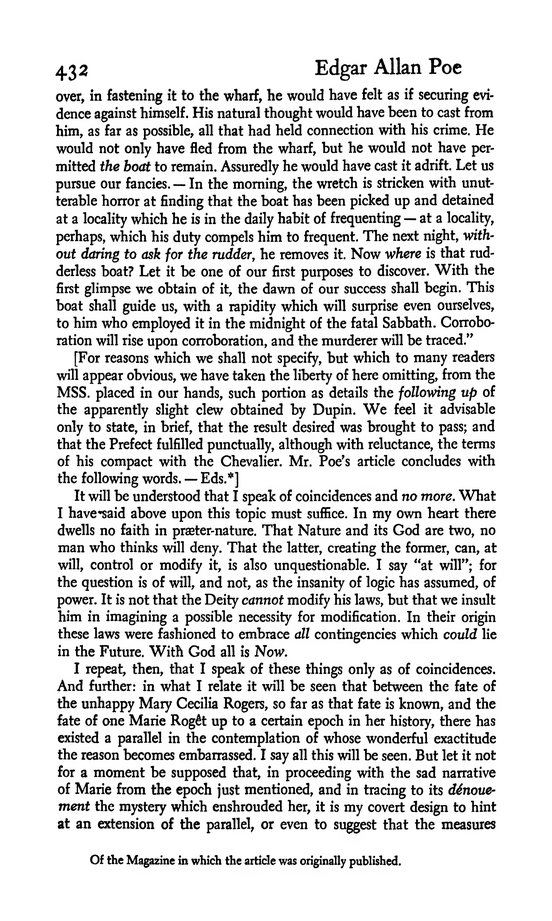 432
Edgar Allan Poe
over, in fastening it to the wharf, he would have felt as if securing evi-
dence against himself. His natural thought would have been to cast from
him, as far as possible, all that had held connection with his crime. He
would not only have fled from the wharf, but he would not have per-
mitted the boat to remain. Assuredly he would have cast it adrift. Let us
pursue our fancies. — In the morning, the wretch is stricken with unut-
terable horror at finding that the boat has been picked up and detained
at a locality which he is in the daily habit of frequenting — at a locality,
perhaps, which his duty compels him to frequent. The next night, with-
out daring to ask for the rudder, he removes it. Now where is that rud-
derless boat? Let it be one of our first purposes to discover. With the
first glimpse we obtain of it, the dawn of our success shall begin. This
boat shall guide us, with a rapidity which will surprise even ourselves,
to him who employed it in the midnight of the fatal Sabbath. Corrobo-
ration will rise upon corroboration, and the murderer will be traced.”
[For reasons which we shall not specify, but which to many readers
will appear obvious, we have taken the liberty of here omitting, from the
MSS. placed in our hands, such portion as details the following up of
the apparently slight clew obtained by Dupin. We feel it advisable
only to state, in brief, that the result desired was brought to pass; and
that the Prefect fulfilled punctually, although with reluctance, the terms
of his compact with the Chevalier. Mr. Poe’s article concludes with
the following words. — Eds.*]
It will be understood that I speak of coincidences and no more. What
I have said above upon this topic must suffice. In my own heart there
dwells no faith in præter-nature. That Nature and its God are two, no
man who thinks will deny. That the latter, creating the former, can, at
will, control or modify it, is also unquestionable. I say “at will”; for
the question is of will, and not, as the insanity of logic has assumed, of
power. It is not that the Deity cannot modify his laws, but that we insult
him in imagining a possible necessity for modification. In their origin
these laws were fashioned to embrace all contingencies which could lie
in the Future. With God all is Now.
I repeat, then, that I speak of these things only as of coincidences.
And further: in what I relate it will be seen that between the fate of
the unhappy Mary Cecilia Rogers, so far as that fate is known, and the
fate of one Marie Rogêt up to a certain epoch in her history, there has
existed a parallel in the contemplation of whose wonderful exactitude
the reason becomes embarrassed. I say all this will be seen. But let it not
for a moment be supposed that, in proceeding with the sad narrative
of Marie from the epoch just mentioned, and in tracing to its dénoue-
ment the mystery which enshrouded her, it is my covert design to hint
at an extension of the parallel, or even to suggest that the measures
Of the Magazine in which the article was originally published.